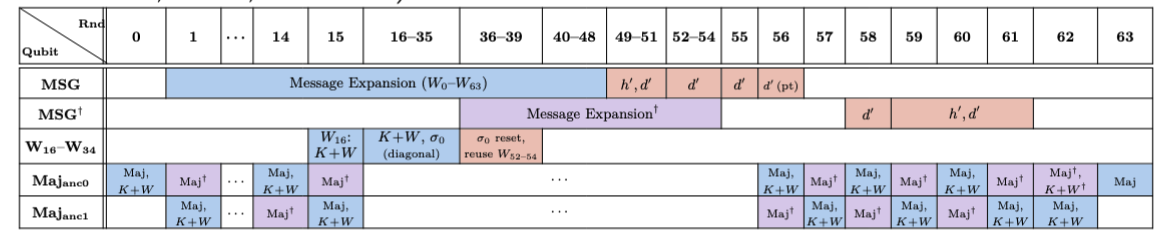 Rnd
Qubit
0 1 ··· 14 15 16–35 36–39 40–48 49–51 52–54 55 56 57 58 59 60 61 62 63
MSG Message Expansion (W₀–W₆₃) h′, d′ d′ d′ d′ (pt)
MSG† Message Expansion† d′ h′, d′
W₁₆–W₃₄ W₁₆: K+W, σ₀ σ₀ reset,
K+W (diagonal) reuse W₅₂₋₅₄
Maj_anc0 Maj, Maj† ··· Maj, Maj† ··· Maj, Maj† Maj, Maj† Maj, Maj† Maj†, Maj
K+W K+W K+W K+W K+W K+W†
Maj_anc1 Maj, ··· Maj† Maj, ··· Maj† Maj, Maj† Maj, Maj† Maj, Maj,
K+W K+W K+W K+W K+W K+W